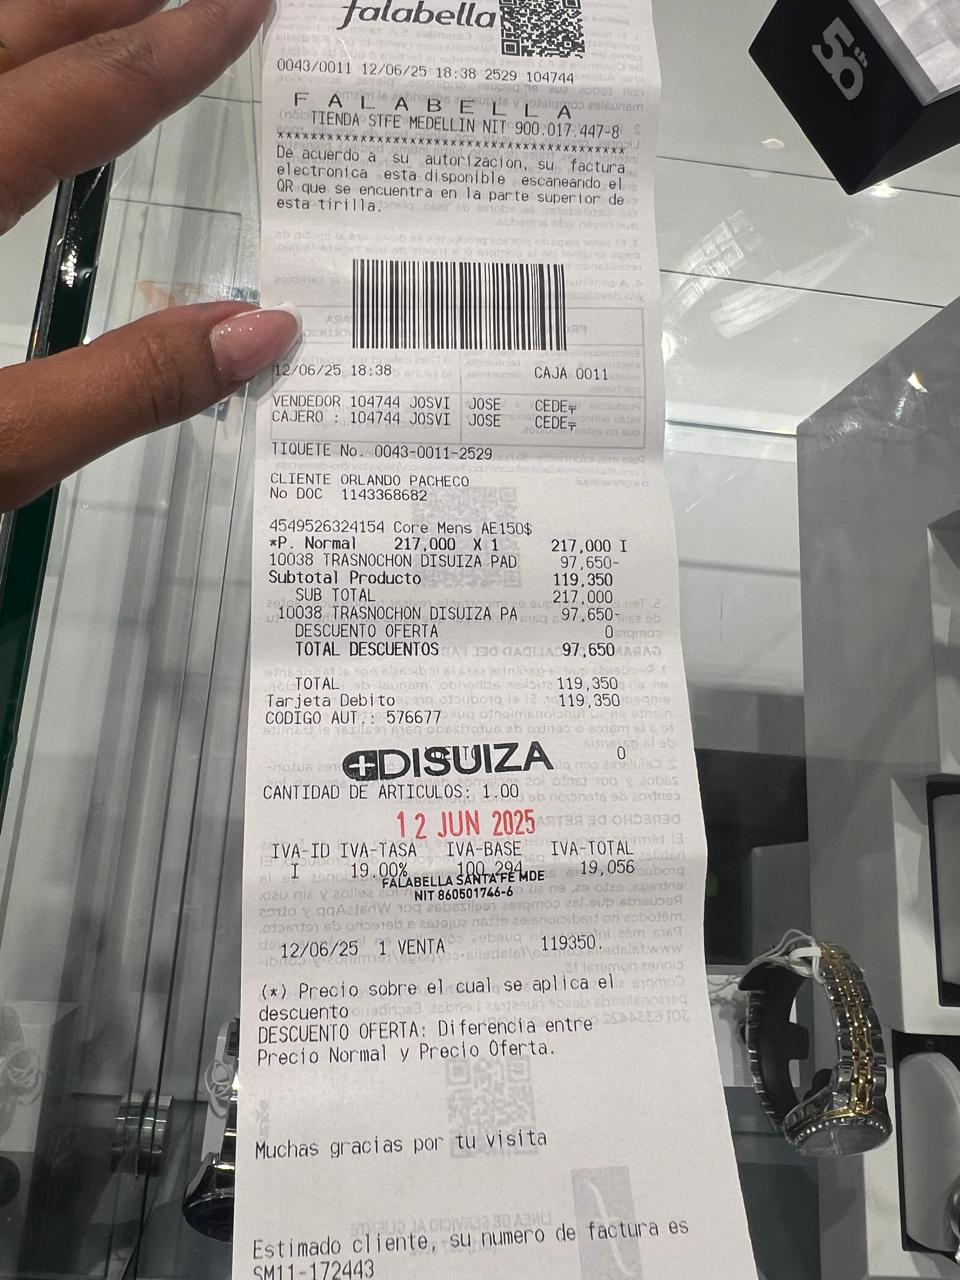 falabella
0043/0011 12/06/25 18:38 2529 104744
F A L A B E L L A
TIENDA STFE MEDELLIN NIT 900.017.447-8
******************************************
De acuerdo a su autorizacion, su factura
electronica esta disponible escaneando el
QR que se encuentra en la parte superior de
esta tirilla.
12/06/25 18:38 CAJA 0011
VENDEDOR 104744 JOSVI JOSE CEDE
CAJERO : 104744 JOSVI JOSE CEDE
TIQUETE No. 0043-0011-2529
CLIENTE ORLANDO PACHECO
No DOC 1143368682
4549526324154 Core Mens AE150$
*P. Normal 217,000 X 1 217,000 I
10038 TRASNOCHON DISUIZA PAD 97,650-
Subtotal Producto 119,350
SUB TOTAL 217,000
10038 TRASNOCHON DISUIZA PA 97,650-
DESCUENTO OFERTA 0
TOTAL DESCUENTOS 97,650
TOTAL 119,350
Tarjeta Debito 119,350
CODIGO AUT.: 576677
DISUIZA 0
CANTIDAD DE ARTICULOS: 1.00
12 JUN 2025
IVA-ID IVA-TASA IVA-BASE IVA-TOTAL
I 19.00% 100,294 19,056
FALABELLA SANTA FE MDE
NIT 860501746-6
12/06/25 1 VENTA 119350.
(*) Precio sobre el cual se aplica el
descuento
DESCUENTO OFERTA: Diferencia entre
Precio Normal y Precio Oferta.
Muchas gracias por tu visita
Estimado cliente, su numero de factura es
SM11-172443
50th